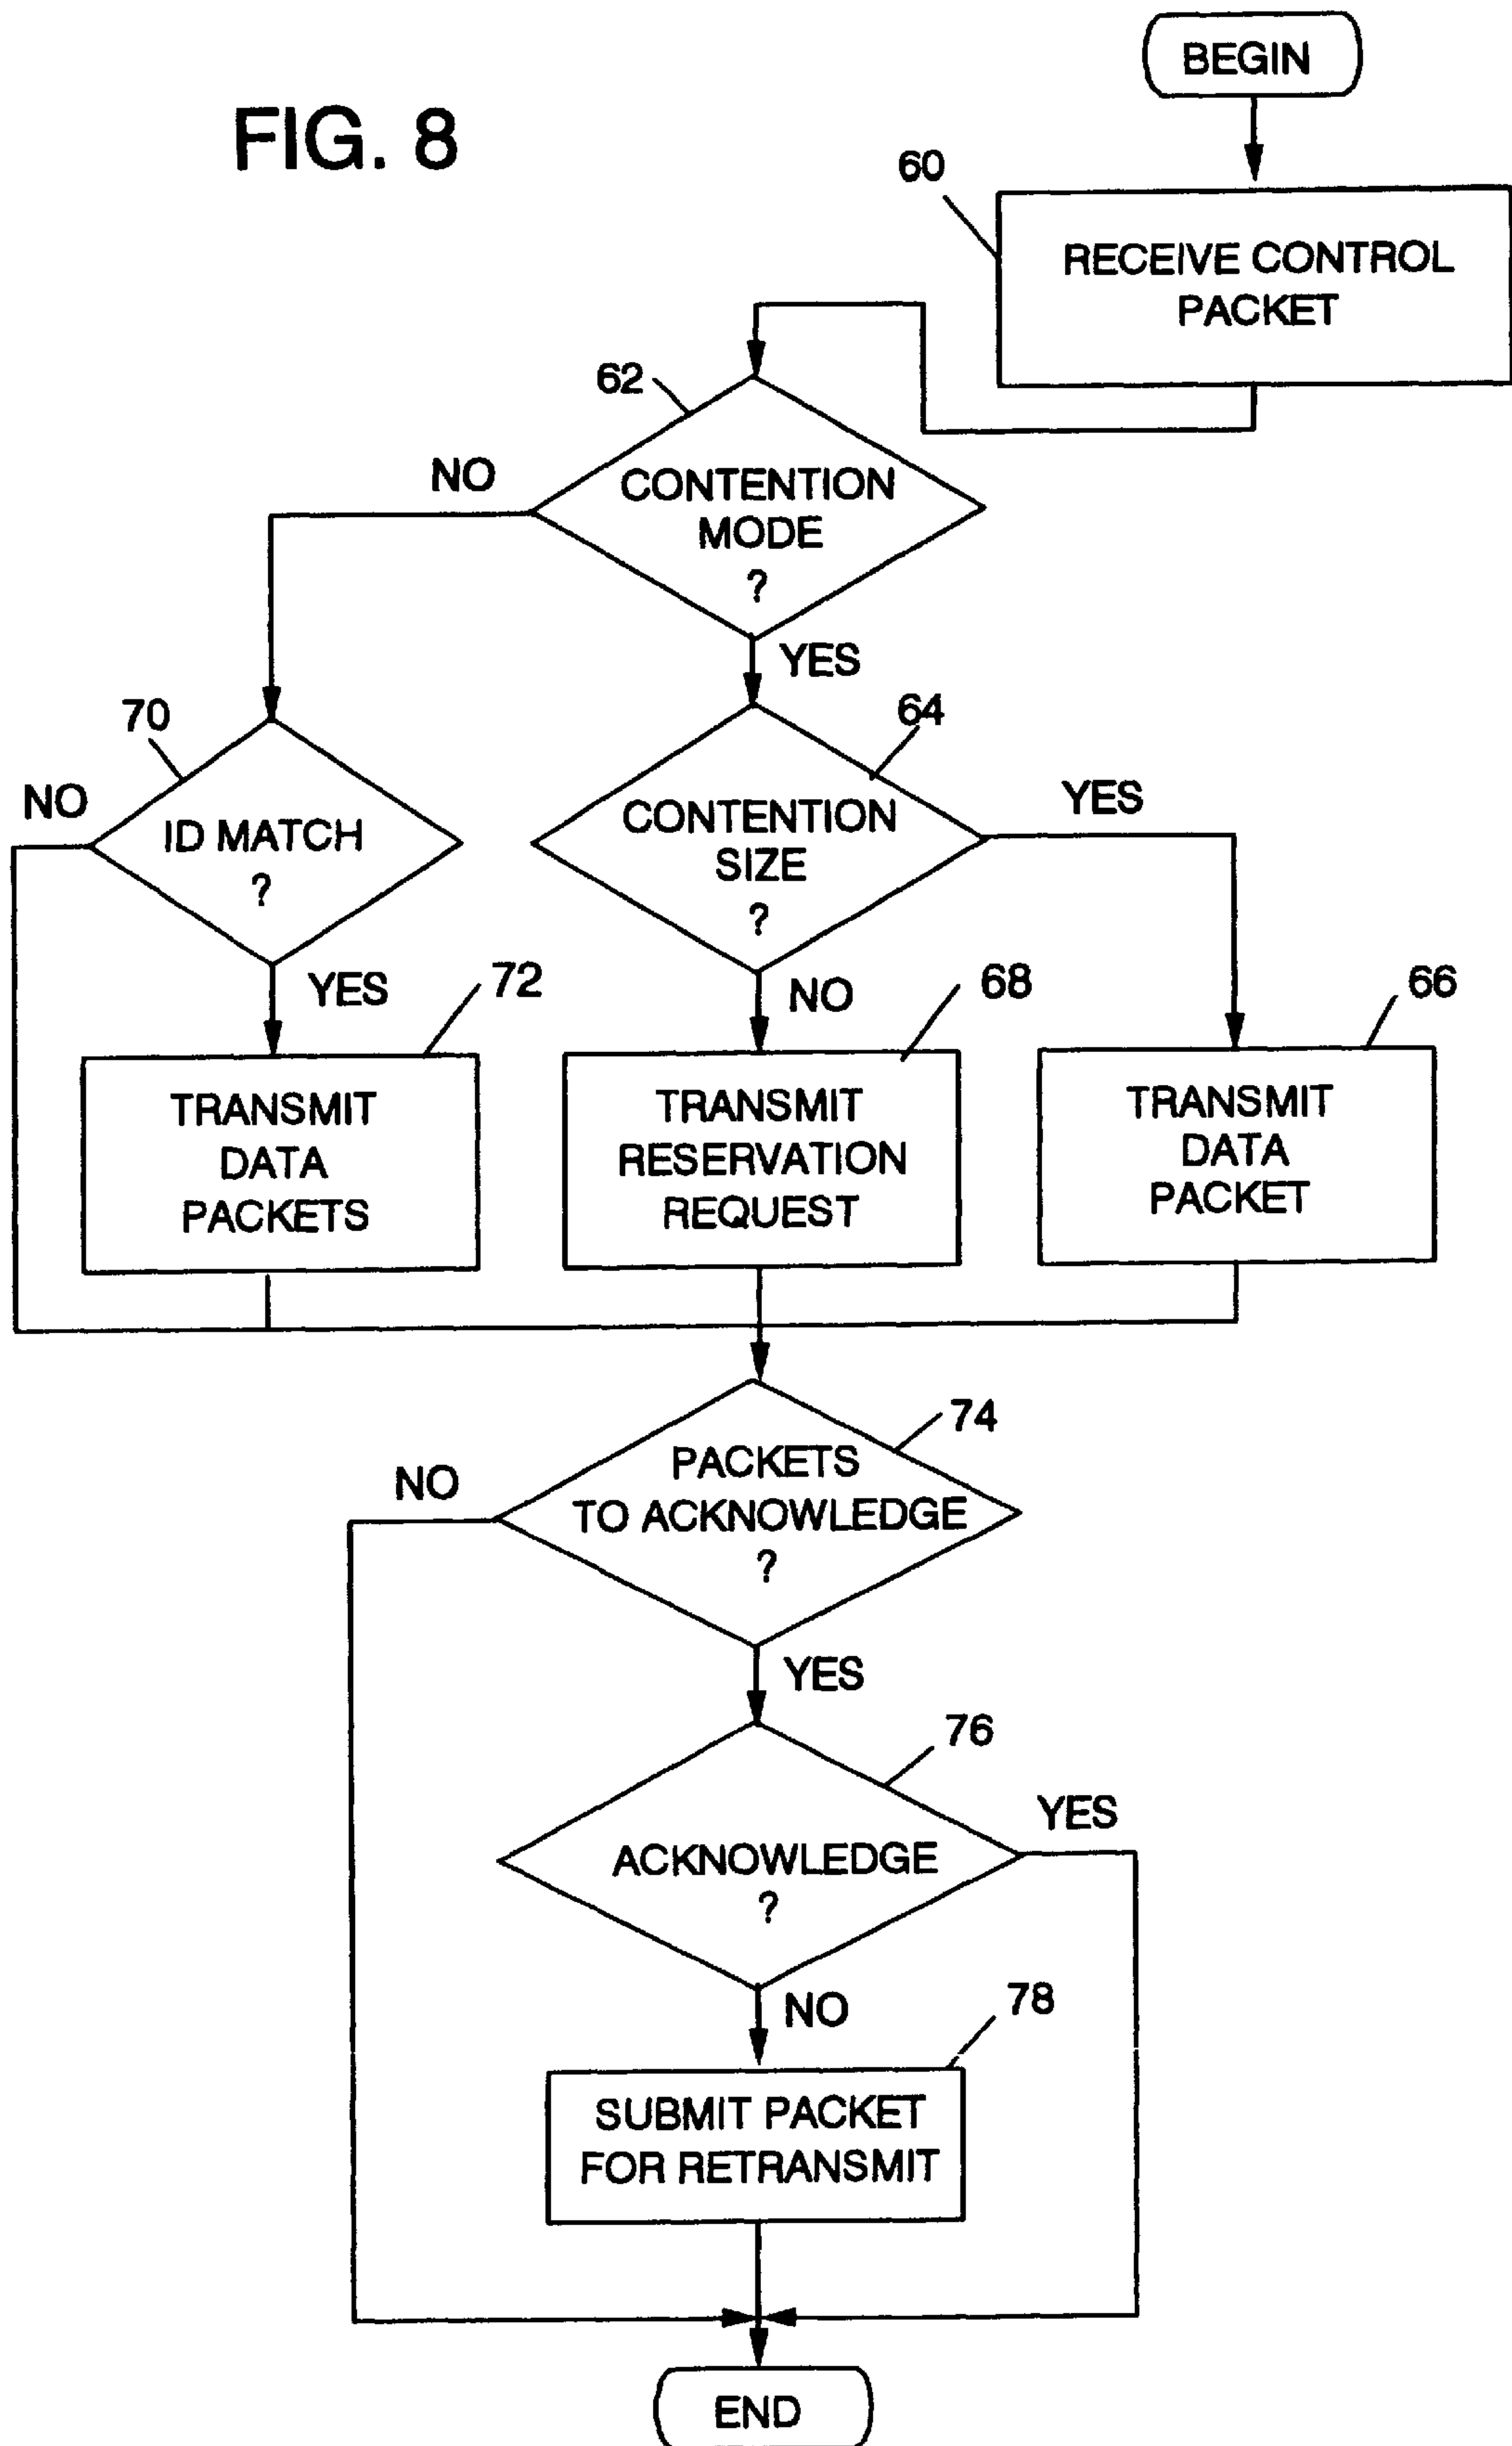 FIG. 8
BEGIN
60
RECEIVE CONTROL
PACKET
62
NO
CONTENTION
MODE
?
YES
70
64
NO
ID MATCH
?
CONTENTION
SIZE
?
YES
YES
72
NO
68
66
TRANSMIT
DATA
PACKETS
TRANSMIT
RESERVATION
REQUEST
TRANSMIT
DATA
PACKET
74
NO
PACKETS
TO ACKNOWLEDGE
?
YES
76
YES
ACKNOWLEDGE
?
NO
78
SUBMIT PACKET
FOR RETRANSMIT
END